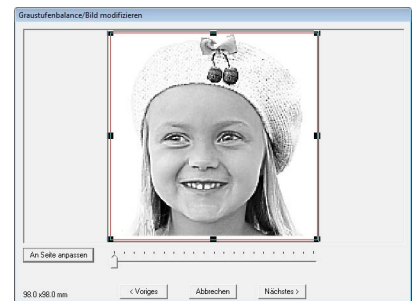 Graustufenbalance/Bild modifizieren
An Seite anpassen
98.0 x98.0 mm
< Voriges
Abbrechen
Nächstes >